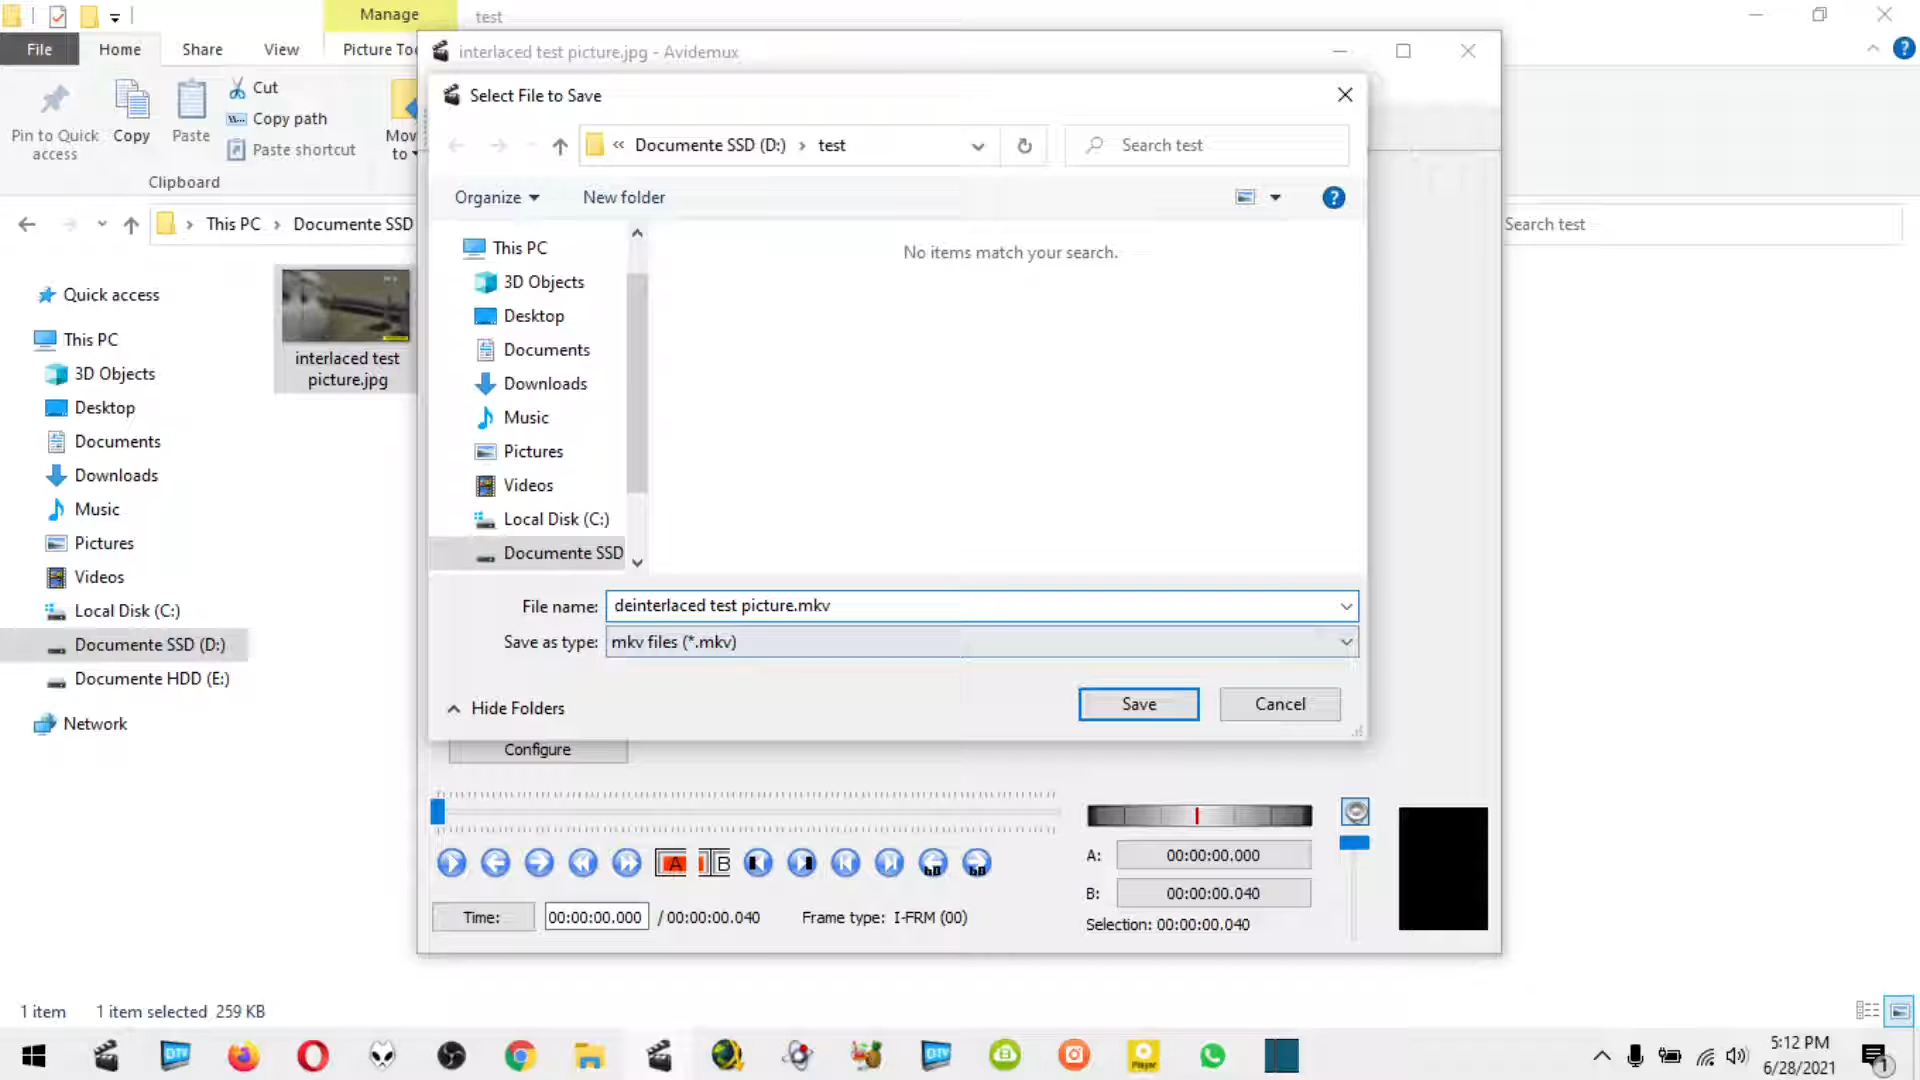 Manage
test
File
Home
Share
View
Picture Too
Pin to Quick
access
Copy
Paste
Cut
Copy path
Paste shortcut
Mov
to
Clipboard
This PC
Documente SSD
Search test
Quick access
This PC
3D Objects
Desktop
Documents
Downloads
Music
Pictures
Videos
Local Disk (C:)
Documente SSD (D:)
Documente HDD (E:)
Network
interlaced test
picture.jpg
interlaced test picture.jpg - Avidemux
Select File to Save
« Documente SSD (D:) › test
Search test
Organize
New folder
No items match your search.
This PC
3D Objects
Desktop
Documents
Downloads
Music
Pictures
Videos
Local Disk (C:)
Documente SSD
File name: deinterlaced test picture.mkv
Save as type: mkv files (*.mkv)
Hide Folders
Save
Cancel
Configure
A
B
60
60
A: 00:00:00.000
B: 00:00:00.040
Selection: 00:00:00.040
Time: 00:00:00.000 / 00:00:00.040 Frame type: I-FRM (00)
1 item 1 item selected 259 KB
DTV
DTV
Player
5:12 PM
6/28/2021
1